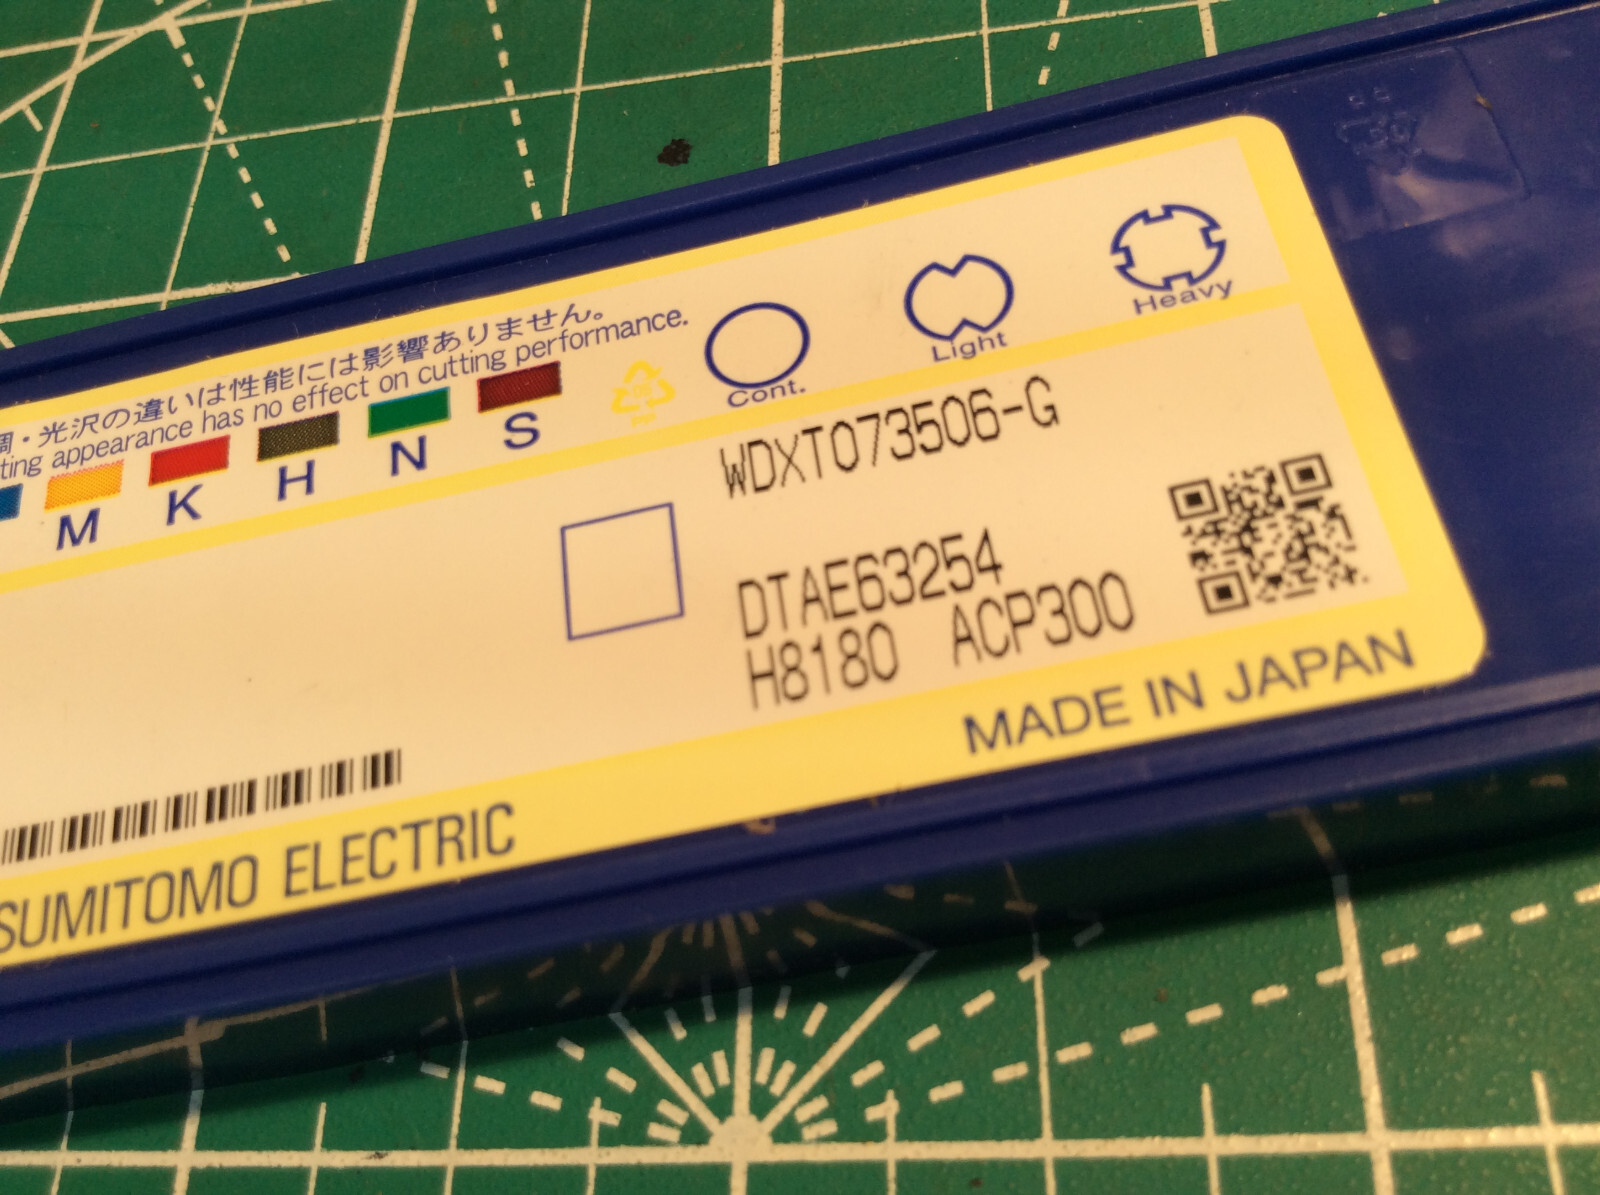 調・光沢の違いは性能には影響ありません。
ting appearance has no effect on cutting performance.
M K H N S
Cont.
Light
Heavy
WDXT073506-G
DTAE63254
H8180 ACP300
MADE IN JAPAN
SUMITOMO ELECTRIC